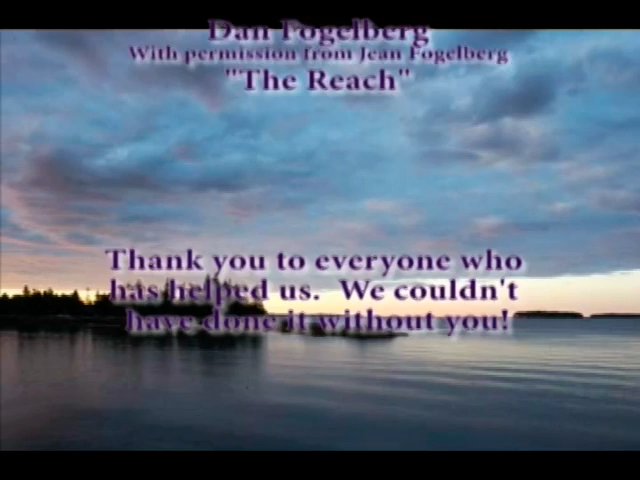 Dan Fogelberg
With permission from Jean Fogelberg
"The Reach"
Thank you to everyone who
has helped us. We couldn't
have done it without you!